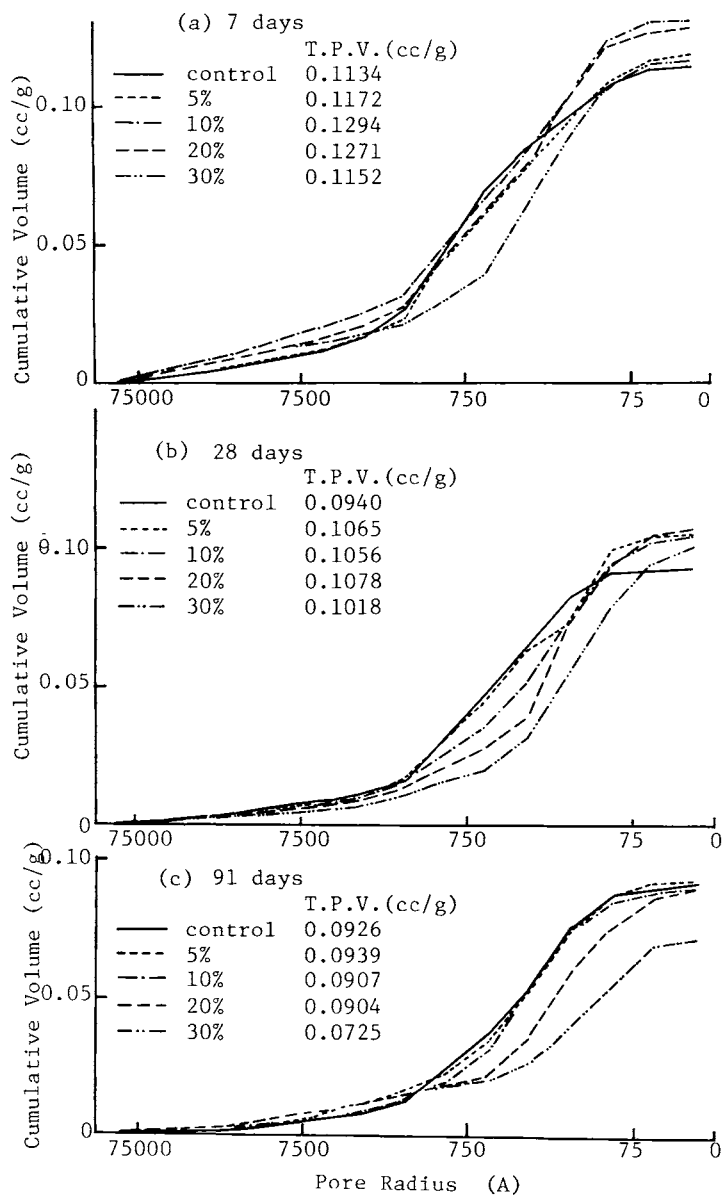 (a) 7 days
T.P.V.(cc/g)
control 0.1134
5% 0.1172
10% 0.1294
20% 0.1271
30% 0.1152
Cumulative Volume (cc/g)
0.10
0.05
0
75000 7500 750 75 0
(b) 28 days
T.P.V.(cc/g)
control 0.0940
5% 0.1065
10% 0.1056
20% 0.1078
30% 0.1018
Cumulative Volume (cc/g)
0.10
0.05
0
75000 7500 750 75 0
(c) 91 days
T.P.V.(cc/g)
control 0.0926
5% 0.0939
10% 0.0907
20% 0.0904
30% 0.0725
Cumulative Volume (cc/g)
0.10
0.05
0
75000 7500 750 75 0
Pore Radius (A)